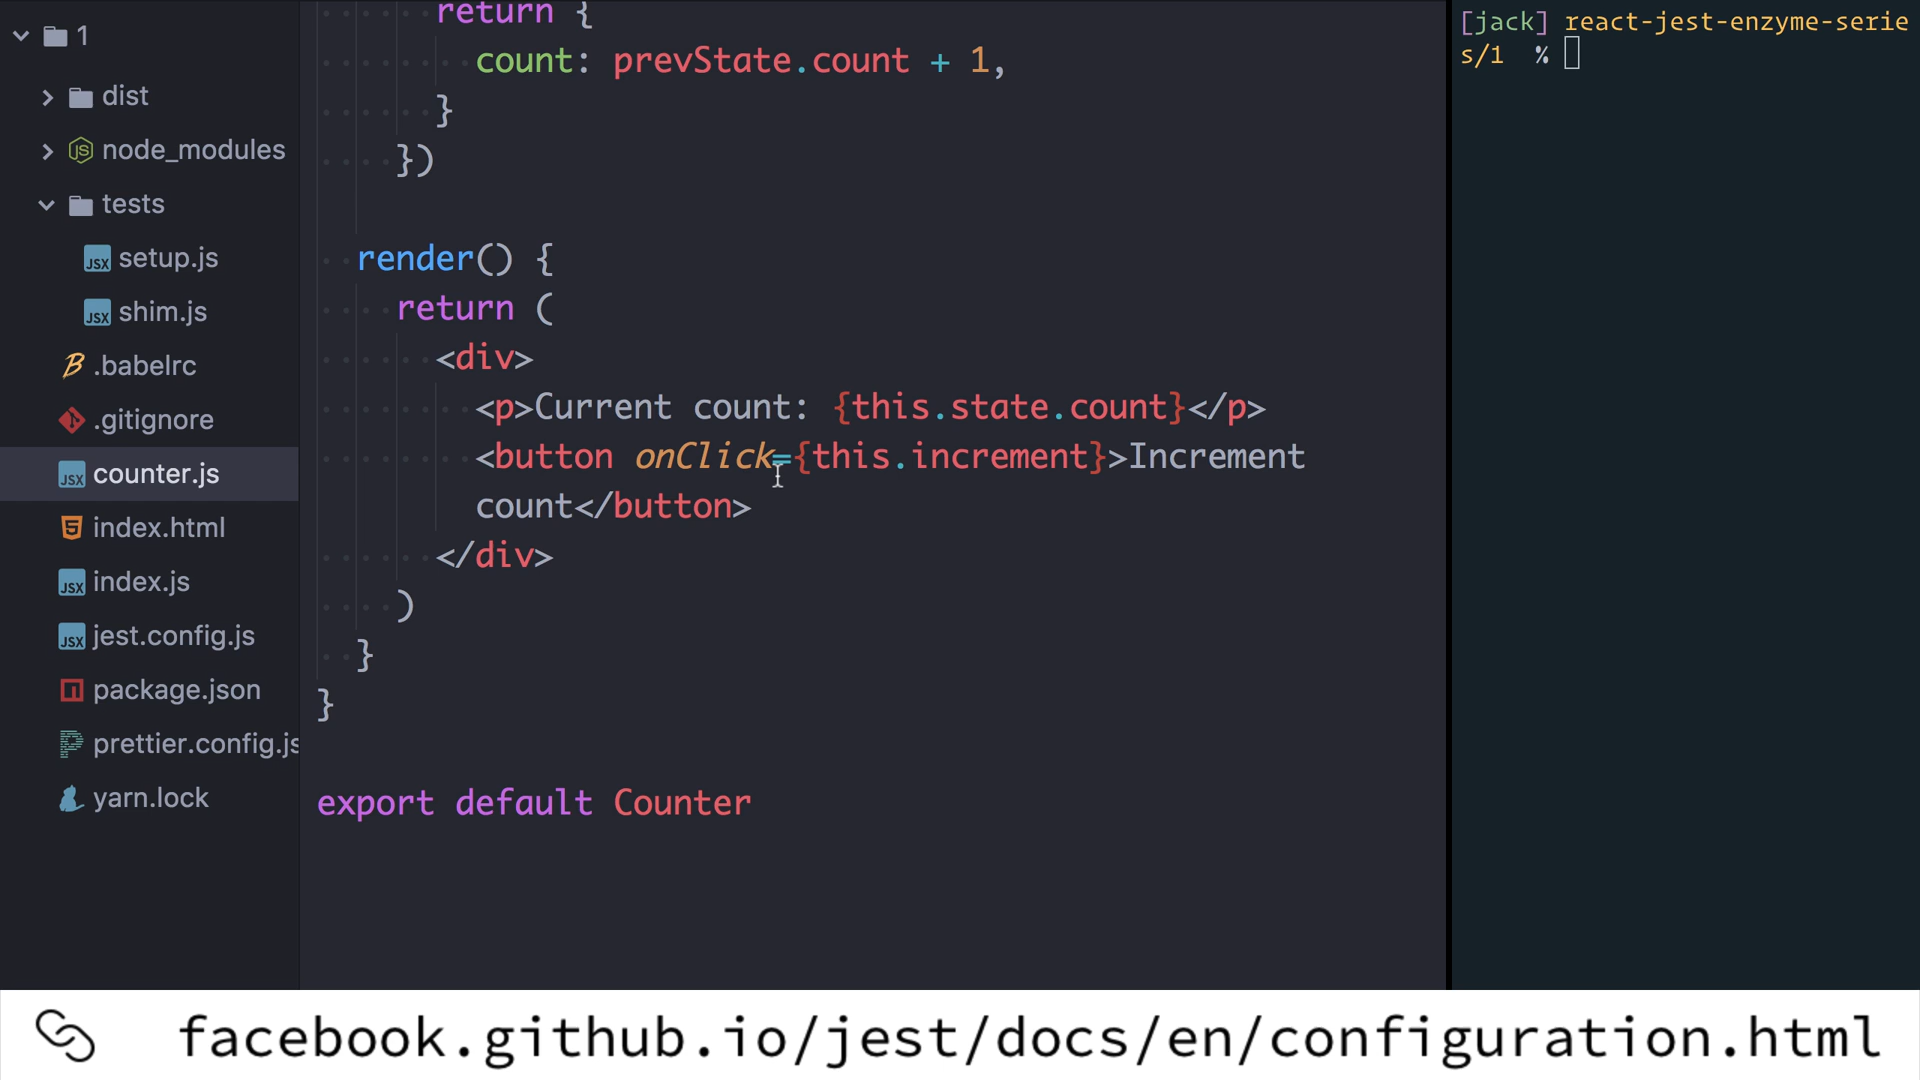 1
dist
node_modules
tests
setup.js
shim.js
.babelrc
.gitignore
counter.js
index.html
index.js
jest.config.js
package.json
prettier.config.js
yarn.lock
return {
count: prevState.count + 1,
}
})
render() {
return (
<div>
<p>Current count: {this.state.count}</p>
<button onClick={this.increment}>Increment
count</button>
</div>
)
}
}
export default Counter
[jack] react-jest-enzyme-serie
s/1 %
facebook.github.io/jest/docs/en/configuration.html